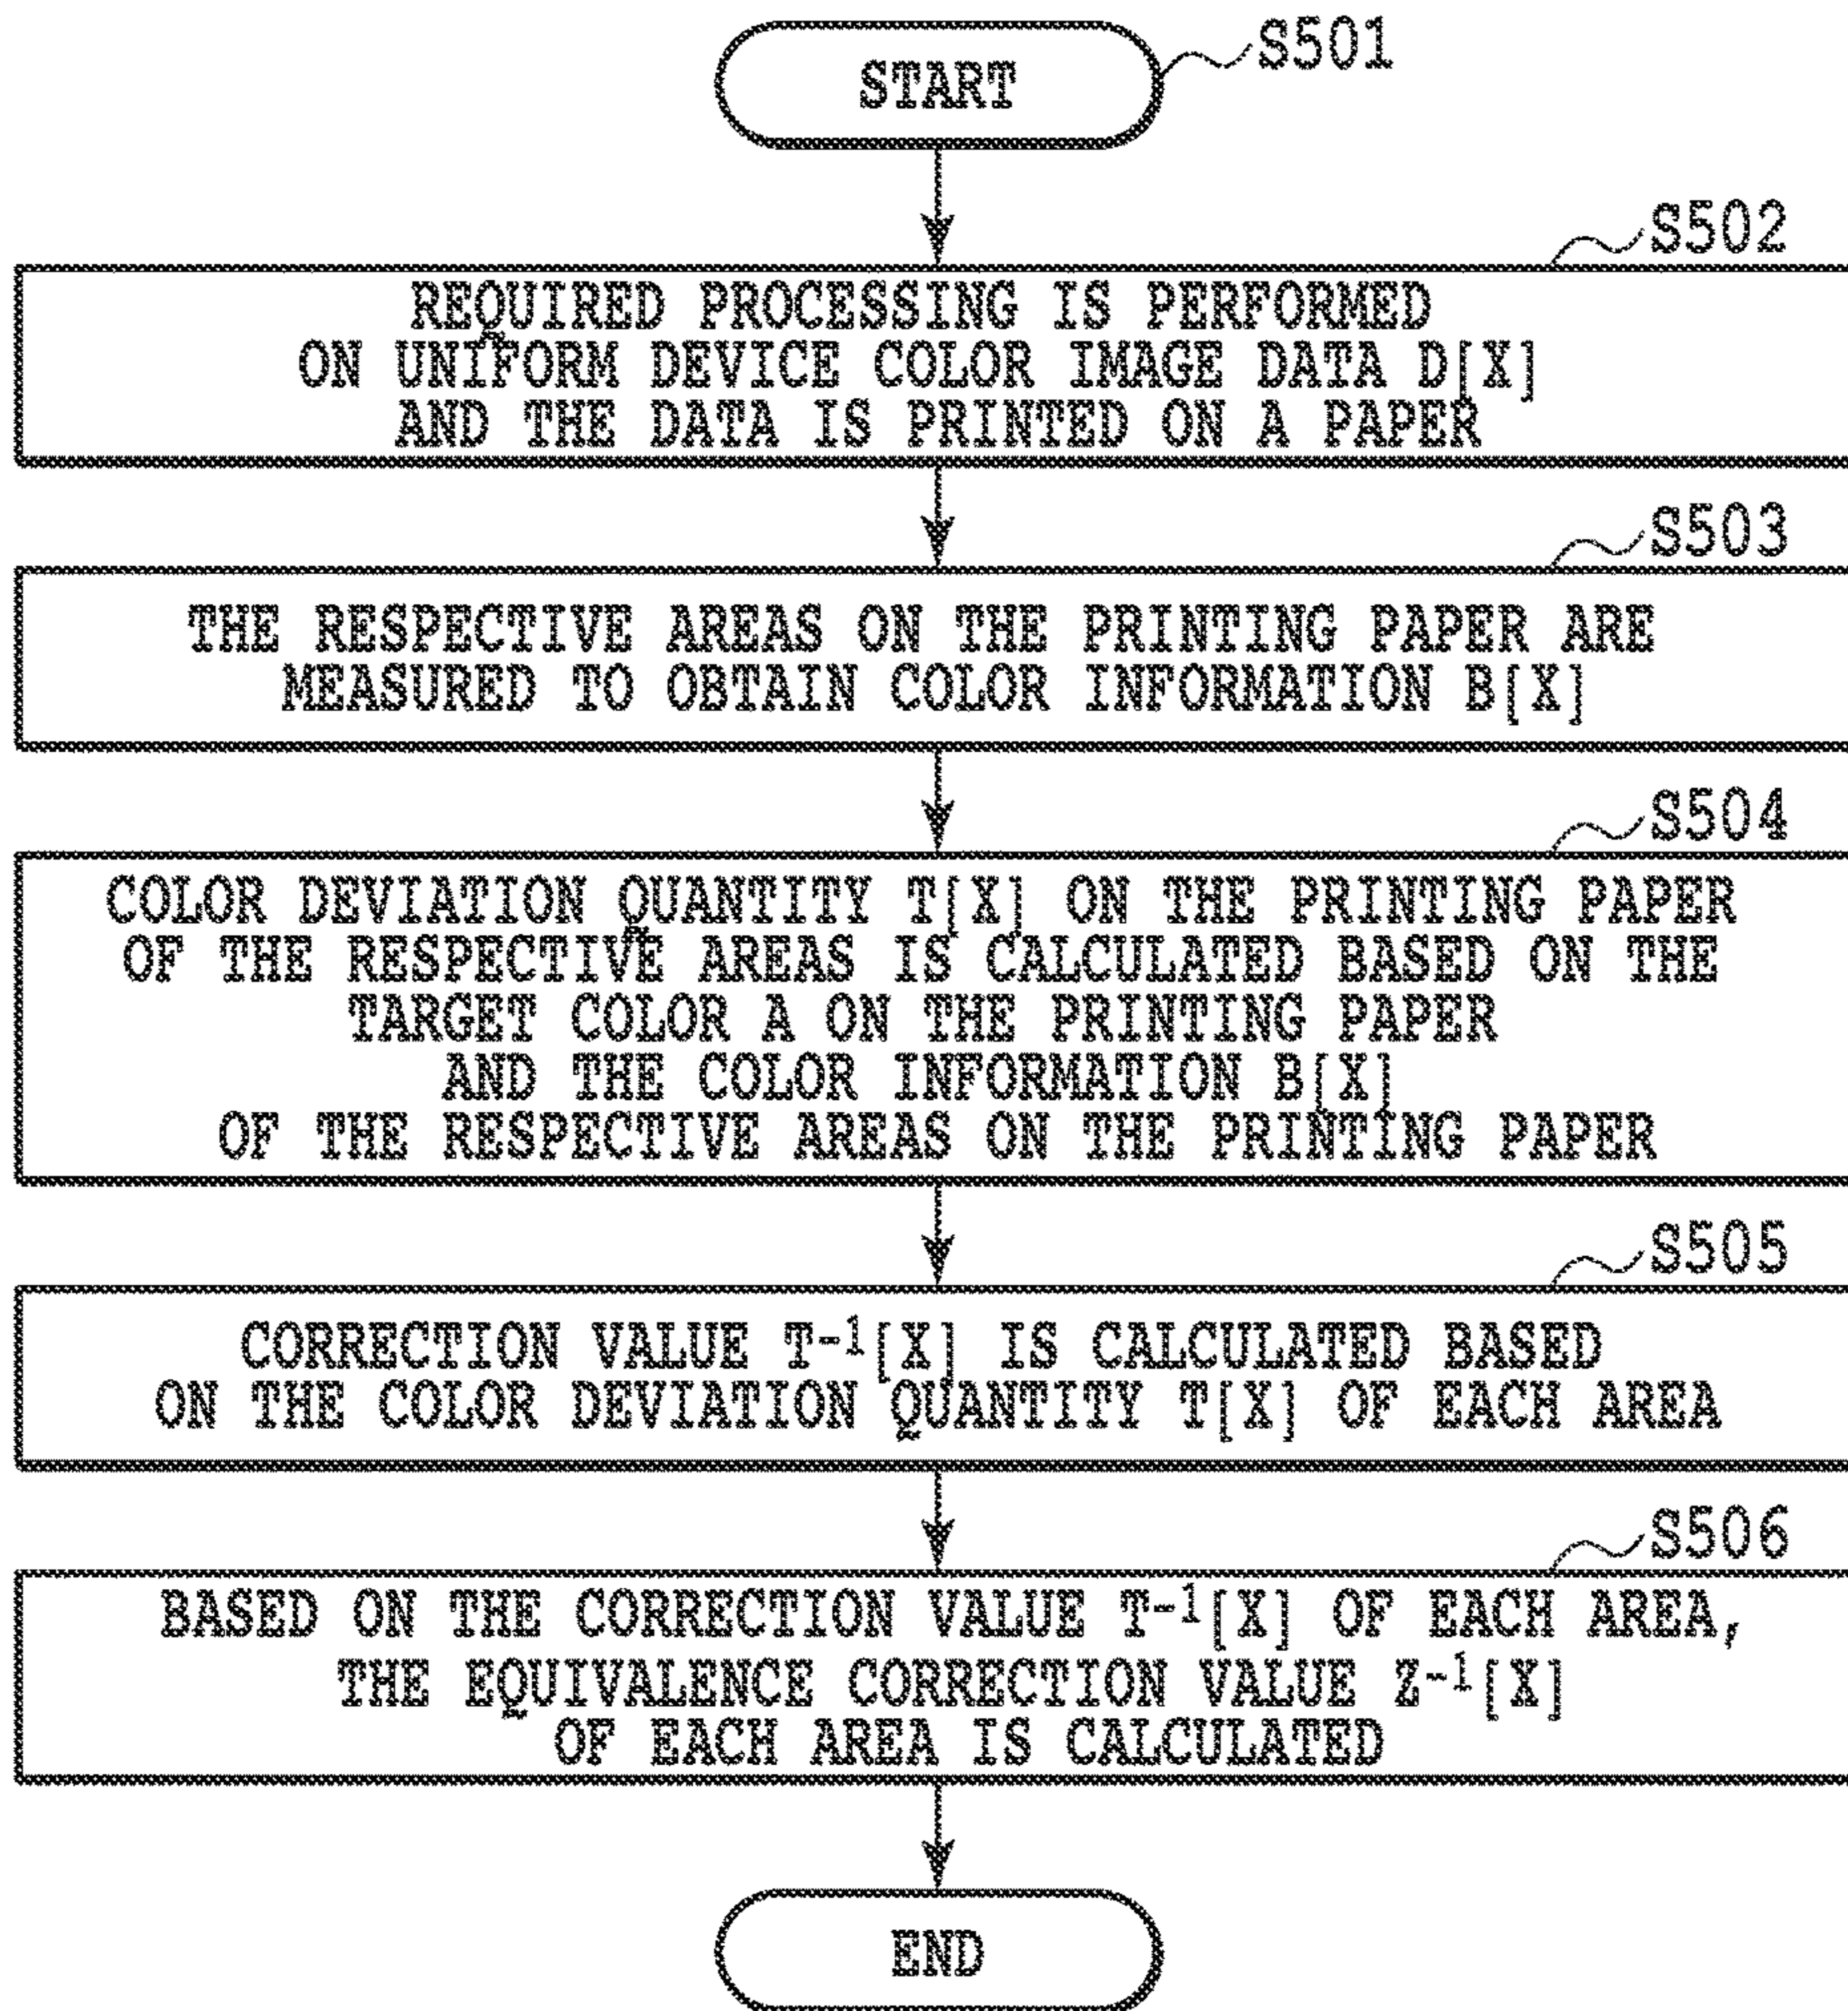 START
S501
S502
REQUIRED PROCESSING IS PERFORMED
ON UNIFORM DEVICE COLOR IMAGE DATA D[X]
AND THE DATA IS PRINTED ON A PAPER
S503
THE RESPECTIVE AREAS ON THE PRINTING PAPER ARE
MEASURED TO OBTAIN COLOR INFORMATION B[X]
S504
COLOR DEVIATION QUANTITY T[X] ON THE PRINTING PAPER
OF THE RESPECTIVE AREAS IS CALCULATED BASED ON THE
TARGET COLOR A ON THE PRINTING PAPER
AND THE COLOR INFORMATION B[X]
OF THE RESPECTIVE AREAS ON THE PRINTING PAPER
S505
CORRECTION VALUE T⁻¹[X] IS CALCULATED BASED
ON THE COLOR DEVIATION QUANTITY T[X] OF EACH AREA
S506
BASED ON THE CORRECTION VALUE T⁻¹[X] OF EACH AREA,
THE EQUIVALENCE CORRECTION VALUE Z⁻¹[X]
OF EACH AREA IS CALCULATED
END